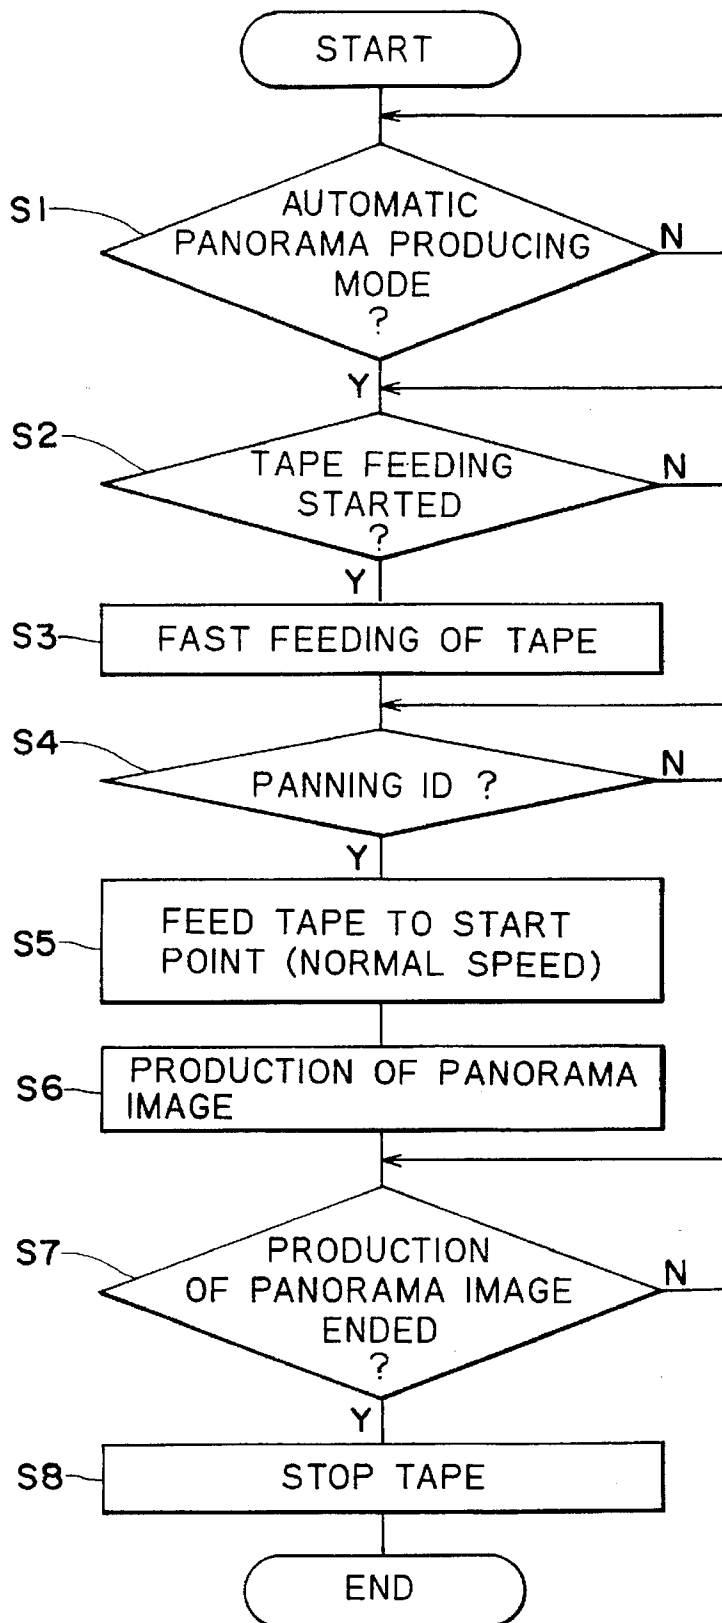 START
S1
AUTOMATIC
PANORAMA PRODUCING
MODE
?
N
Y
S2
TAPE FEEDING
STARTED
?
N
Y
S3
FAST FEEDING OF TAPE
S4
PANNING ID ?
N
Y
S5
FEED TAPE TO START
POINT (NORMAL SPEED)
S6
PRODUCTION OF PANORAMA
IMAGE
S7
PRODUCTION
OF PANORAMA IMAGE
ENDED
?
N
Y
S8
STOP TAPE
END